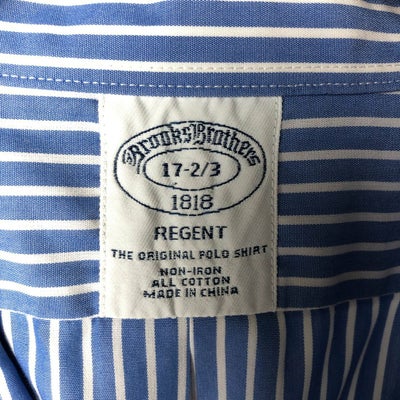 Brooks Brothers
17-2/3
1818
REGENT
THE ORIGINAL POLO SHIRT
NON-IRON
ALL COTTON
MADE IN CHINA